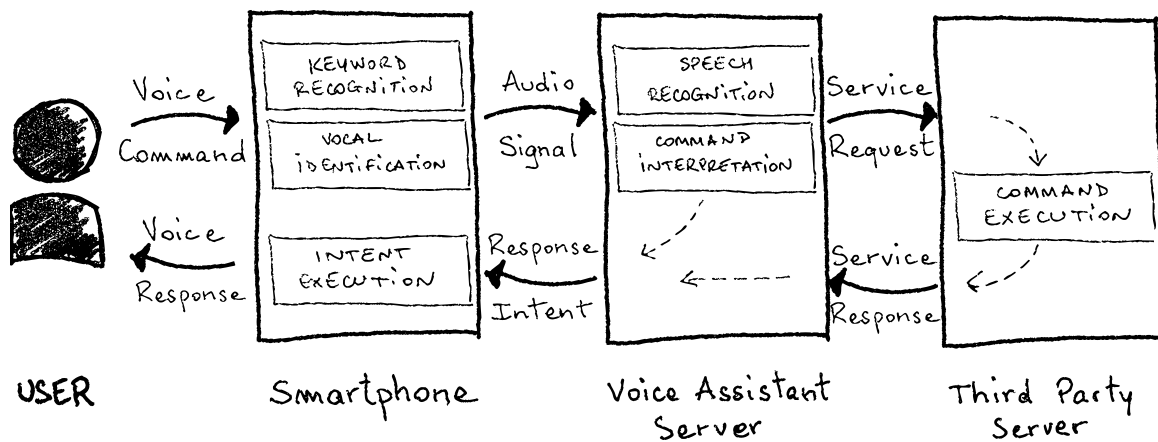 Voice
Command
Voice
Response
USER
KEYWORD
RECOGNITION
VOCAL
IDENTIFICATION
INTENT
EXECUTION
Smartphone
Audio
Signal
Response
Intent
SPEECH
RECOGNITION
COMMAND
INTERPRETATION
Voice Assistant
Server
Service
Request
Service
Response
COMMAND
EXECUTION
Third Party
Server